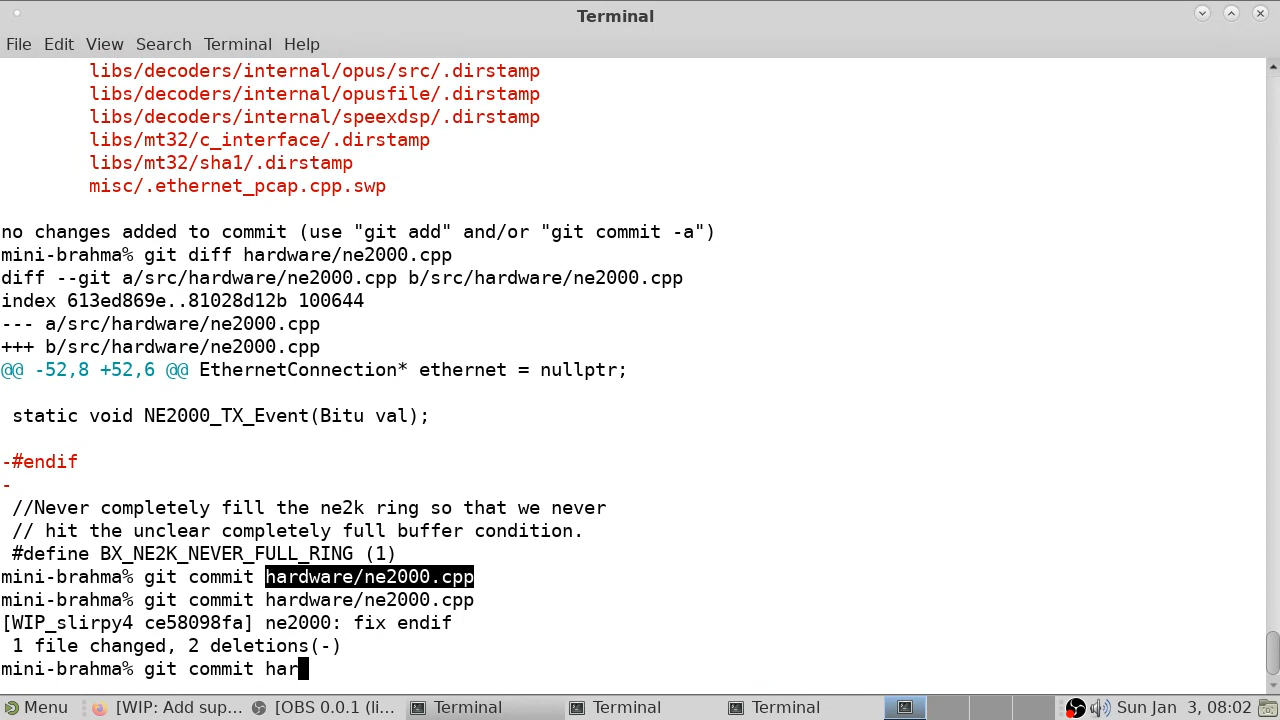 Terminal
File Edit View Search Terminal Help
libs/decoders/internal/opus/src/.dirstamp
libs/decoders/internal/opusfile/.dirstamp
libs/decoders/internal/speexdsp/.dirstamp
libs/mt32/c_interface/.dirstamp
libs/mt32/sha1/.dirstamp
misc/.ethernet_pcap.cpp.swp
no changes added to commit (use "git add" and/or "git commit -a")
mini-brahma% git diff hardware/ne2000.cpp
diff --git a/src/hardware/ne2000.cpp b/src/hardware/ne2000.cpp
index 613ed869e..81028d12b 100644
--- a/src/hardware/ne2000.cpp
+++ b/src/hardware/ne2000.cpp
@@ -52,8 +52,6 @@ EthernetConnection* ethernet = nullptr;
static void NE2000_TX_Event(Bitu val);
-#endif
-
//Never completely fill the ne2k ring so that we never
// hit the unclear completely full buffer condition.
#define BX_NE2K_NEVER_FULL_RING (1)
mini-brahma% git commit hardware/ne2000.cpp
mini-brahma% git commit hardware/ne2000.cpp
[WIP_slirpy4 ce58098fa] ne2000: fix endif
1 file changed, 2 deletions(-)
mini-brahma% git commit har
Menu [WIP: Add sup... [OBS 0.0.1 (li... Terminal Terminal Terminal Sun Jan 3, 08:02